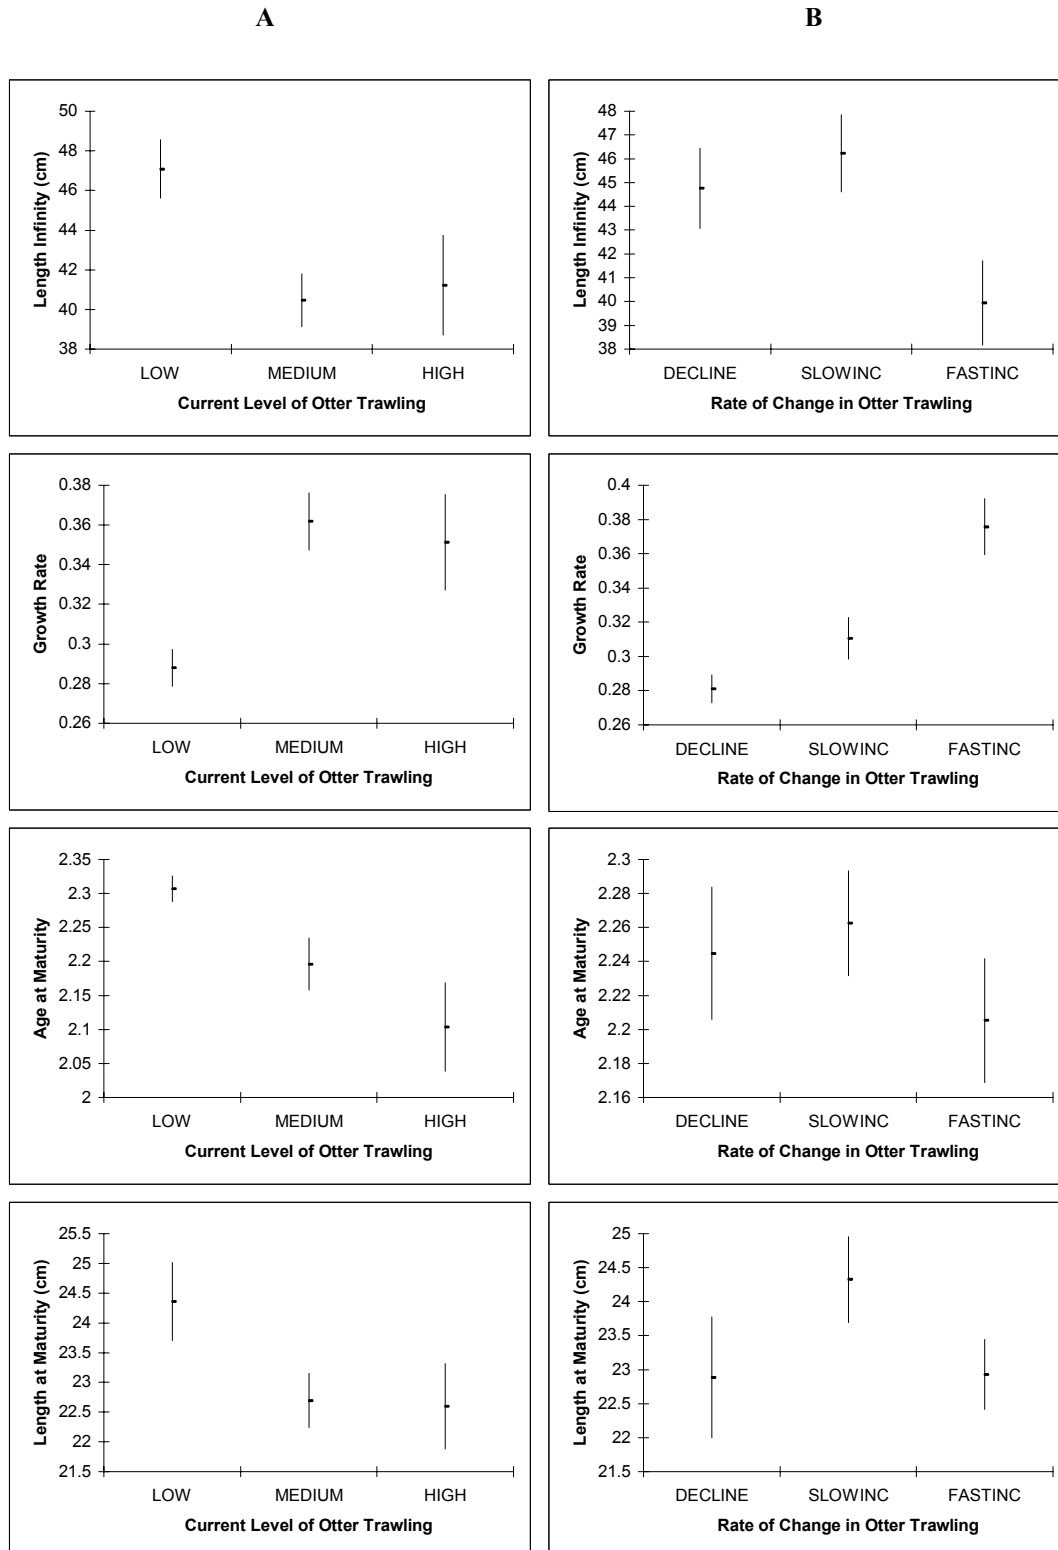 A
B
Length Infinity (cm)
50
48
46
44
42
40
38
LOW MEDIUM HIGH
Current Level of Otter Trawling
Length Infinity (cm)
48
47
46
45
44
43
42
41
40
39
38
DECLINE SLOWINC FASTINC
Rate of Change in Otter Trawling
Growth Rate
0.38
0.36
0.34
0.32
0.3
0.28
0.26
LOW MEDIUM HIGH
Current Level of Otter Trawling
Growth Rate
0.4
0.38
0.36
0.34
0.32
0.3
0.28
0.26
DECLINE SLOWINC FASTINC
Rate of Change in Otter Trawling
Age at Maturity
2.35
2.3
2.25
2.2
2.15
2.1
2.05
2
LOW MEDIUM HIGH
Current Level of Otter Trawling
Age at Maturity
2.3
2.28
2.26
2.24
2.22
2.2
2.18
2.16
DECLINE SLOWINC FASTINC
Rate of Change in Otter Trawling
Length at Maturity (cm)
25.5
25
24.5
24
23.5
23
22.5
22
21.5
LOW MEDIUM HIGH
Current Level of Otter Trawling
Length at Maturity (cm)
25
24.5
24
23.5
23
22.5
22
21.5
DECLINE SLOWINC FASTINC
Rate of Change in Otter Trawling